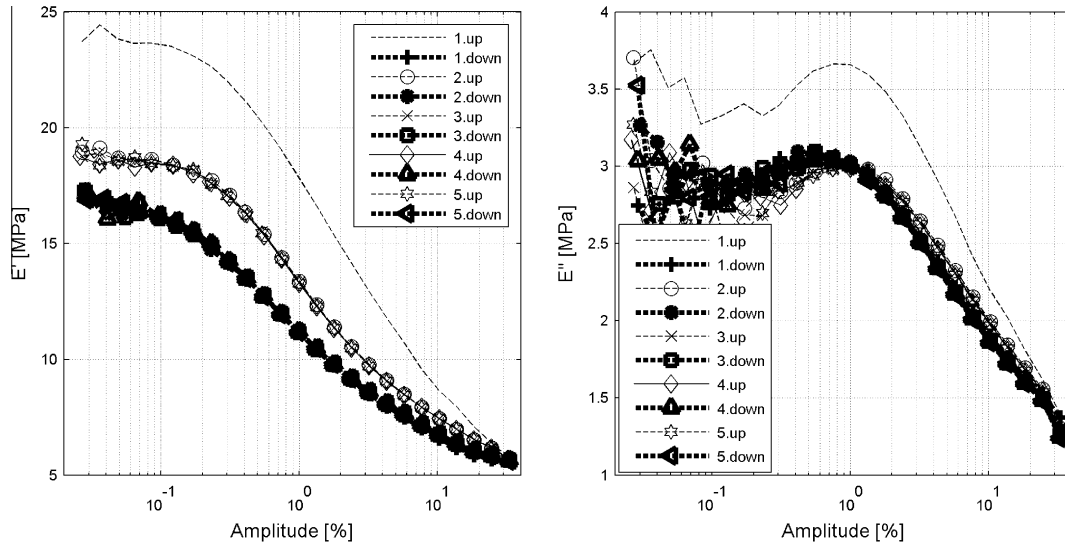 25
20
15
10
5
E' [MPa]
10^-1
10^0
10^1
Amplitude [%]
1.up
1.down
2.up
2.down
3.up
3.down
4.up
4.down
5.up
5.down
4
3.5
3
2.5
2
1.5
1
E'' [MPa]
10^-1
10^0
10^1
Amplitude [%]
1.up
1.down
2.up
2.down
3.up
3.down
4.up
4.down
5.up
5.down